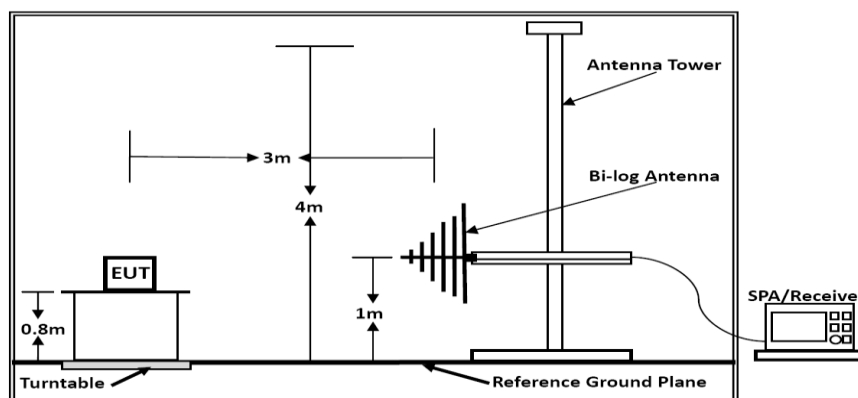 Antenna Tower
3m
Bi-log Antenna
4m
EUT
SPA/Receive
0.8m
1m
Turntable
Reference Ground Plane